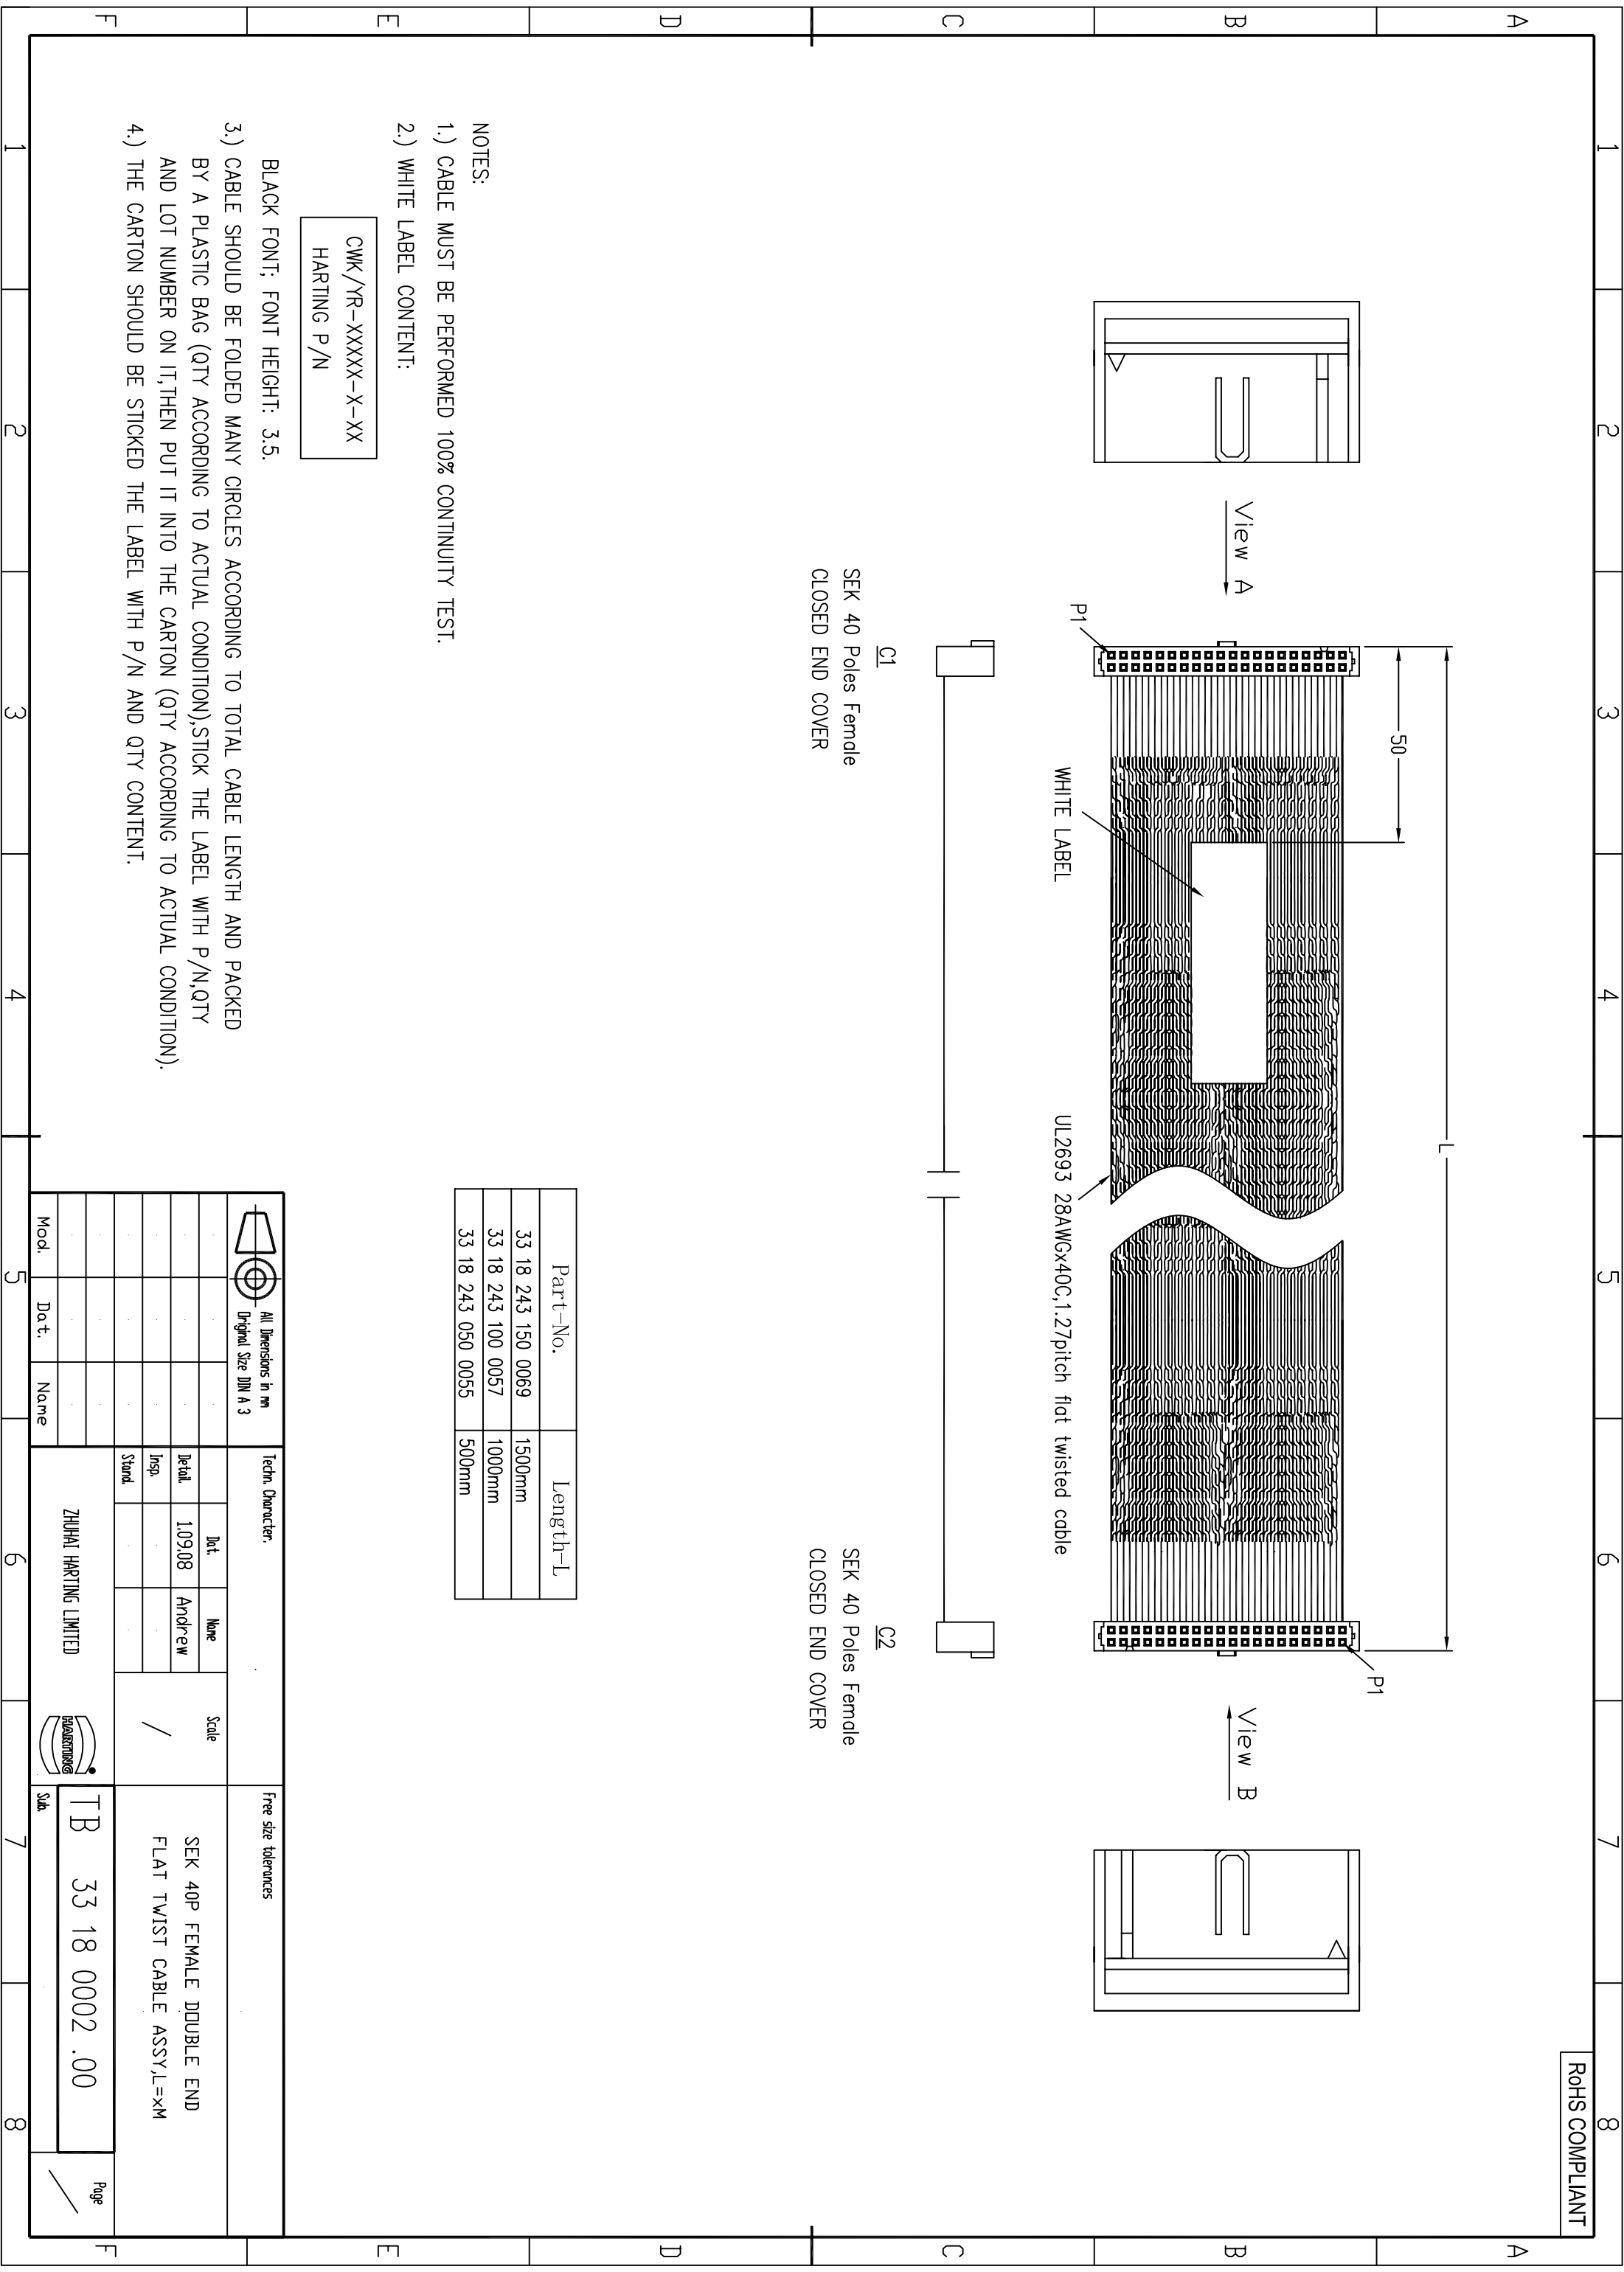 1 2 3 4 5 6 7 8
A
B
C
D
E
F
RoHS COMPLIANT
L
50
View A
P1
WHITE LABEL
UL2693 28AWGx40C,1.27pitch flat twisted cable
P1
View B
C1
SEK 40 Poles Female
CLOSED END COVER
C2
SEK 40 Poles Female
CLOSED END COVER
Part-No. Length-L
33 18 243 150 0069 1500mm
33 18 243 100 0057 1000mm
33 18 243 050 0055 500mm
NOTES:
1.) CABLE MUST BE PERFORMED 100% CONTINUITY TEST.
2.) WHITE LABEL CONTENT:
CWK/YR-XXXX-X-XX
HARTING P/N
BLACK FONT; FONT HEIGHT: 3.5.
3.) CABLE SHOULD BE FOLDED MANY CIRCLES ACCORDING TO TOTAL CABLE LENGTH AND PACKED
BY A PLASTIC BAG (QTY ACCORDING TO ACTUAL CONDITION),STICK THE LABEL WITH P/N,QTY
AND LOT NUMBER ON IT,THEN PUT IT INTO THE CARTON (QTY ACCORDING TO ACTUAL CONDITION).
4.) THE CARTON SHOULD BE STICKED THE LABEL WITH P/N AND QTY CONTENT.
All Dimensions in mm
Original Size DIN A 3
Techn. Character.
Free size tolerances
Dat. Name
Scale
Detail. 1.09.08 Andrew
Insp.
Stand.
/
SEK 40P FEMALE DOUBLE END
FLAT TWIST CABLE ASSY,L=xM
Mod. Dat. Name
ZHUHAI HARTING LIMITED
HARTING
TB 33 18 0002 .00
Sub.
Page
/
A
B
C
D
E
F
1 2 3 4 5 6 7 8